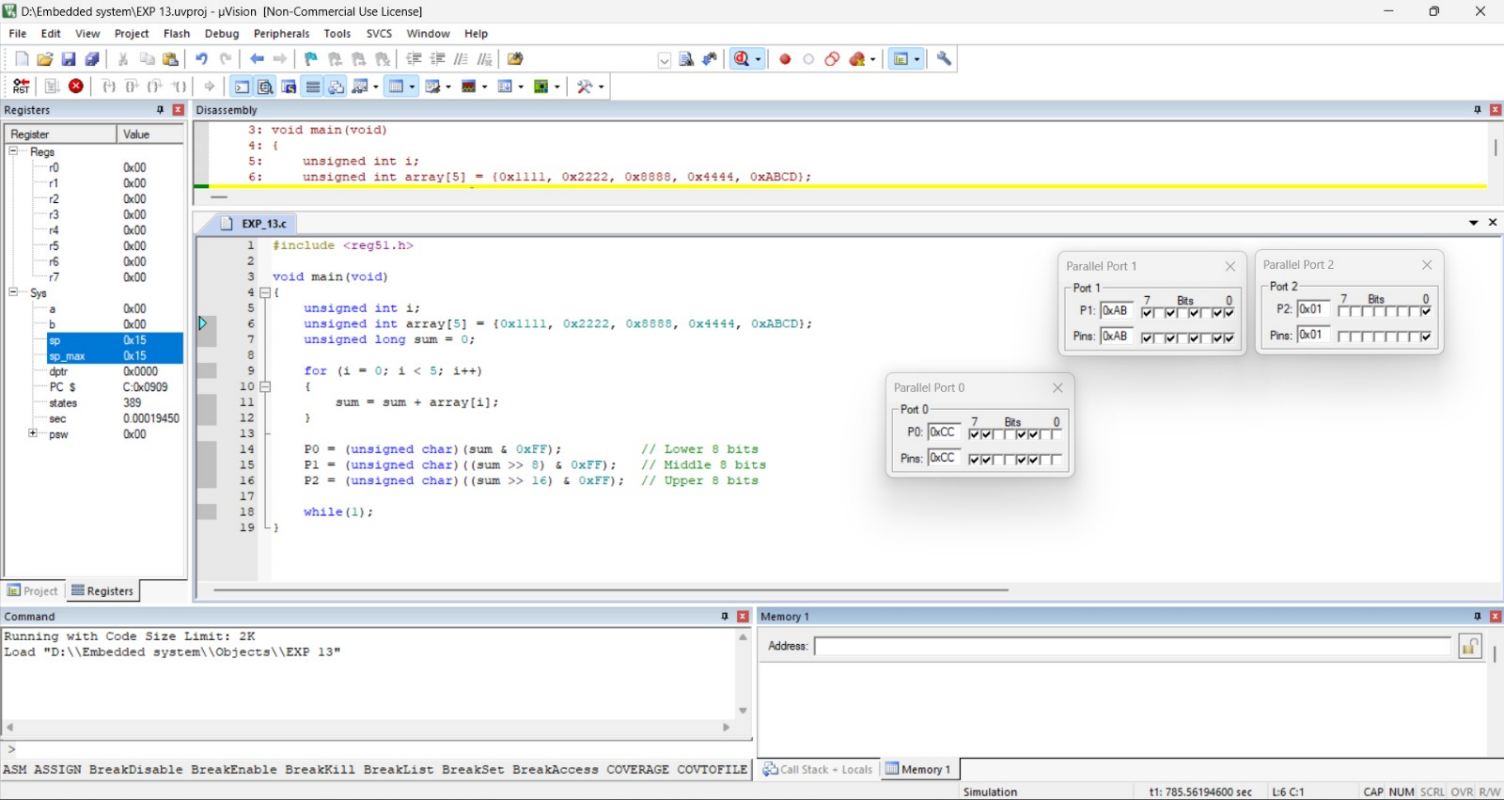 D:\Embedded system\EXP 13.uvproj - µVision [Non-Commercial Use License]
File Edit View Project Flash Debug Peripherals Tools SVCS Window Help
RST
Registers
Register Value
Regs
r0 0x00
r1 0x00
r2 0x00
r3 0x00
r4 0x00
r5 0x00
r6 0x00
r7 0x00
Sys
a 0x00
b 0x00
sp 0x15
sp_max 0x15
dptr 0x0000
PC $ C:0x0909
states 389
sec 0.00019450
psw 0x00
Project Registers
Disassembly
3: void main(void)
4: {
5: unsigned int i;
6: unsigned int array[5] = {0x1111, 0x2222, 0x8888, 0x4444, 0xABCD};
EXP_13.c
1 #include <reg51.h>
2
3 void main(void)
4 {
5 unsigned int i;
6 unsigned int array[5] = {0x1111, 0x2222, 0x8888, 0x4444, 0xABCD};
7 unsigned long sum = 0;
8
9 for (i = 0; i < 5; i++)
10 {
11 sum = sum + array[i];
12 }
13
14 P0 = (unsigned char)(sum & 0xFF); // Lower 8 bits
15 P1 = (unsigned char)((sum >> 8) & 0xFF); // Middle 8 bits
16 P2 = (unsigned char)((sum >> 16) & 0xFF); // Upper 8 bits
17
18 while(1);
19 }
Parallel Port 1
Port 1
7 Bits 0
P1: 0xAB
Pins: 0xAB
Parallel Port 2
Port 2
7 Bits 0
P2: 0x01
Pins: 0x01
Parallel Port 0
Port 0
7 Bits 0
P0: 0xCC
Pins: 0xCC
Command
Running with Code Size Limit: 2K
Load "D:\\Embedded system\\Objects\\EXP 13"
>
ASM ASSIGN BreakDisable BreakEnable BreakKill BreakList BreakSet BreakAccess COVERAGE COVTOFILE
Memory 1
Address:
Call Stack + Locals Memory 1
Simulation t1: 785.56194600 sec L:6 C:1 CAP NUM SCRL OVR R/W